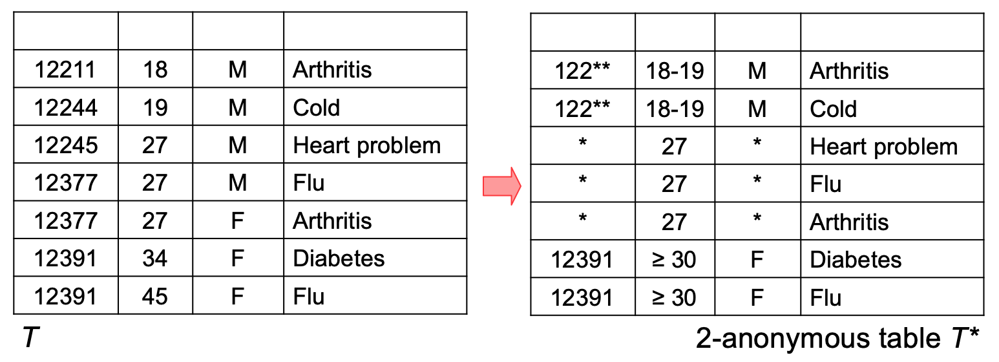 12211 18 M Arthritis
12244 19 M Cold
12245 27 M Heart problem
12377 27 M Flu
12377 27 F Arthritis
12391 34 F Diabetes
12391 45 F Flu
T
122** 18-19 M Arthritis
122** 18-19 M Cold
* 27 * Heart problem
* 27 * Flu
* 27 * Arthritis
12391 ≥ 30 F Diabetes
12391 ≥ 30 F Flu
2-anonymous table T*